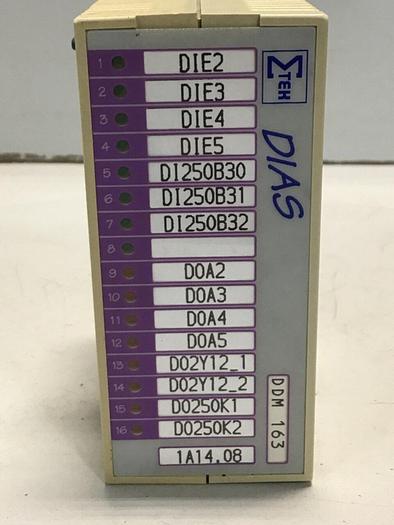 1 DIE2
2 DIE3
3 DIE4
4 DIE5
5 DI250B30
6 DI250B31
7 DI250B32
8
9 DOA2
10 DOA3
11 DOA4
12 DOA5
13 DO2Y12_1
14 DO2Y12_2
15 DO250K1
16 DO250K2
1A14.08
ΣTEK
DIAS
DDM 163